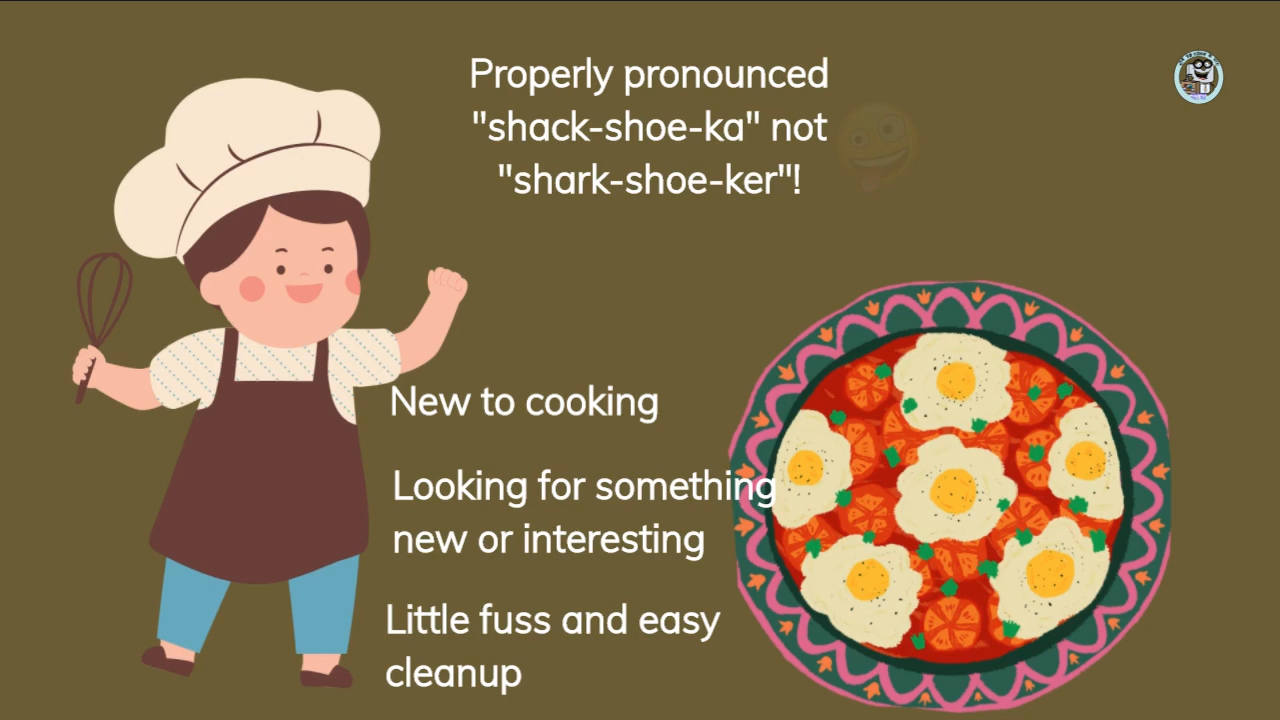 Properly pronounced
"shack-shoe-ka" not
"shark-shoe-ker"!
New to cooking
Looking for something
new or interesting
Little fuss and easy
cleanup